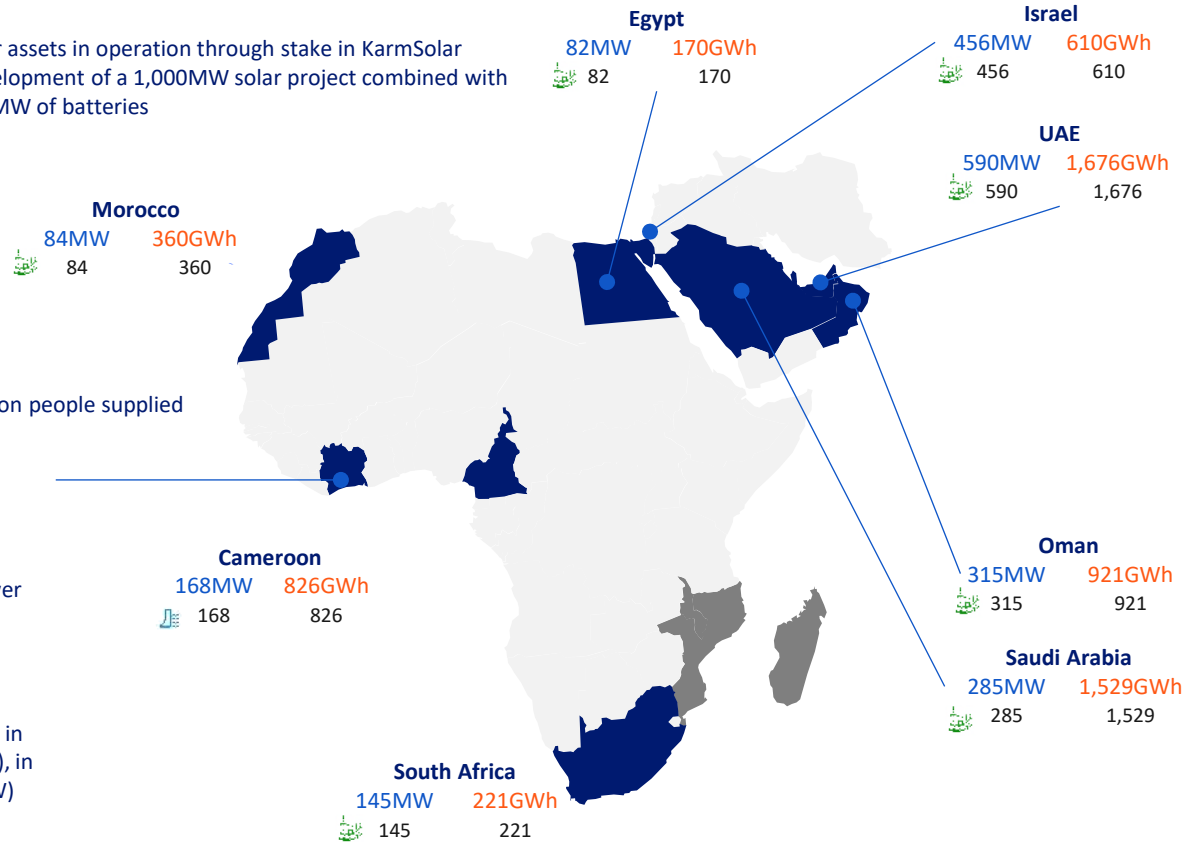 r assets in operation through stake in KarmSolar
elopment of a 1,000MW solar project combined with
MW of batteries
Egypt
82MW 170GWh
82 170
Israel
456MW 610GWh
456 610
UAE
590MW 1,676GWh
590 1,676
Morocco
84MW 360GWh
84 360
on people supplied
Cameroon
168MW 826GWh
168 826
ver
Oman
315MW 921GWh
315 921
Saudi Arabia
285MW 1,529GWh
285 1,529
in
), in
W)
South Africa
145MW 221GWh
145 221